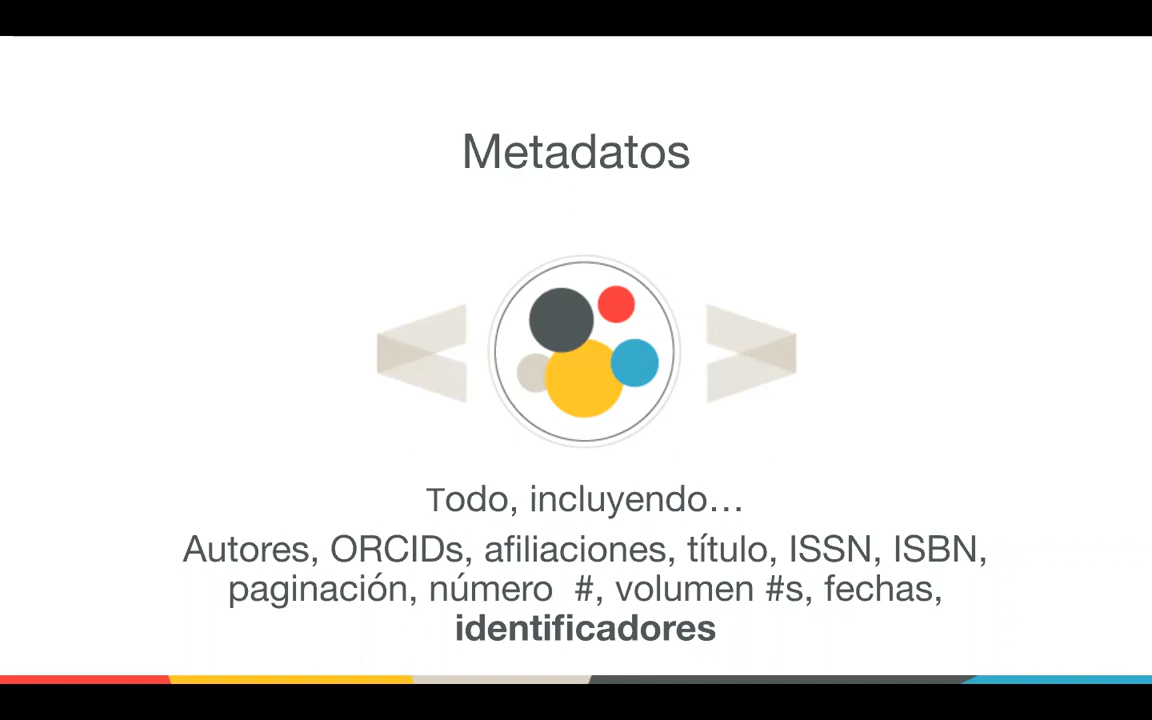 Metadatos
Todo, incluyendo…
Autores, ORCIDs, afiliaciones, título, ISSN, ISBN,
paginación, número  #, volumen #s, fechas,
identificadores